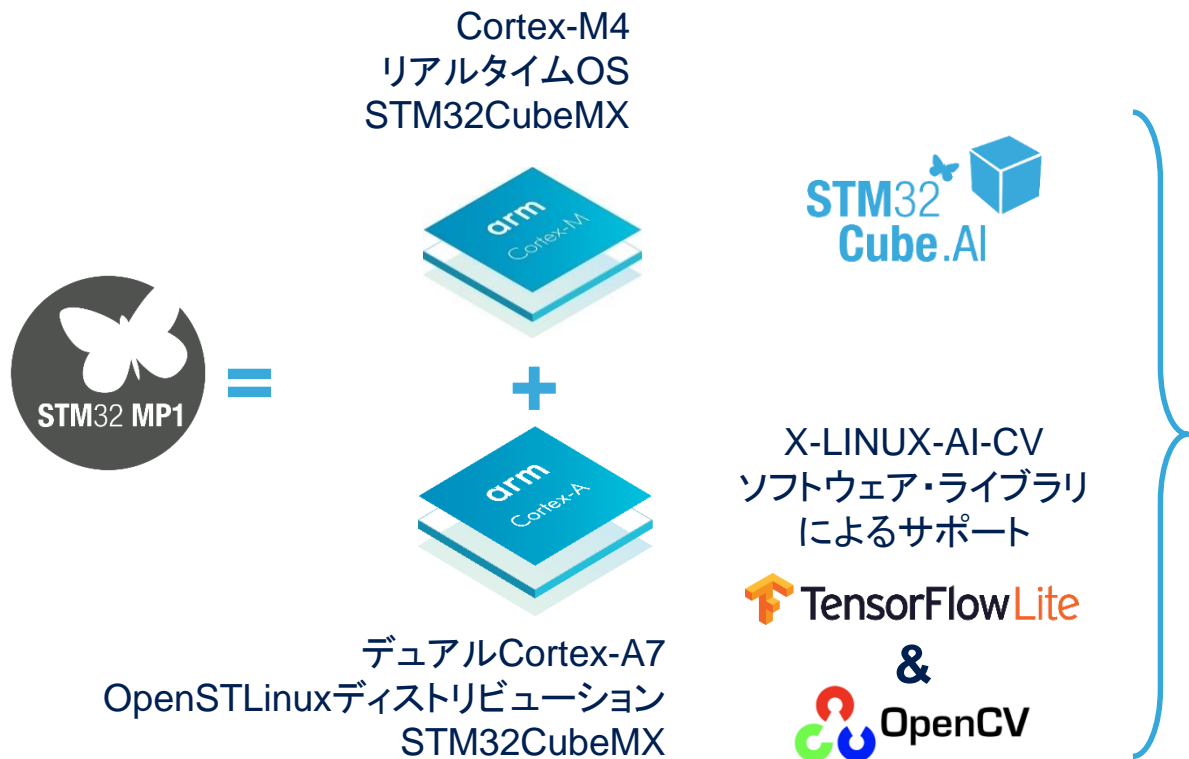 Cortex-M4
リアルタイムOS
STM32CubeMX
arm
Cortex-M
STM32
Cube.AI
STM32 MP1
=
+
arm
Cortex-A
X-LINUX-AI-CV
ソフトウェア・ライブラリ
によるサポート
TensorFlow Lite
&
OpenCV
デュアルCortex-A7
OpenSTLinuxディストリビューション
STM32CubeMX